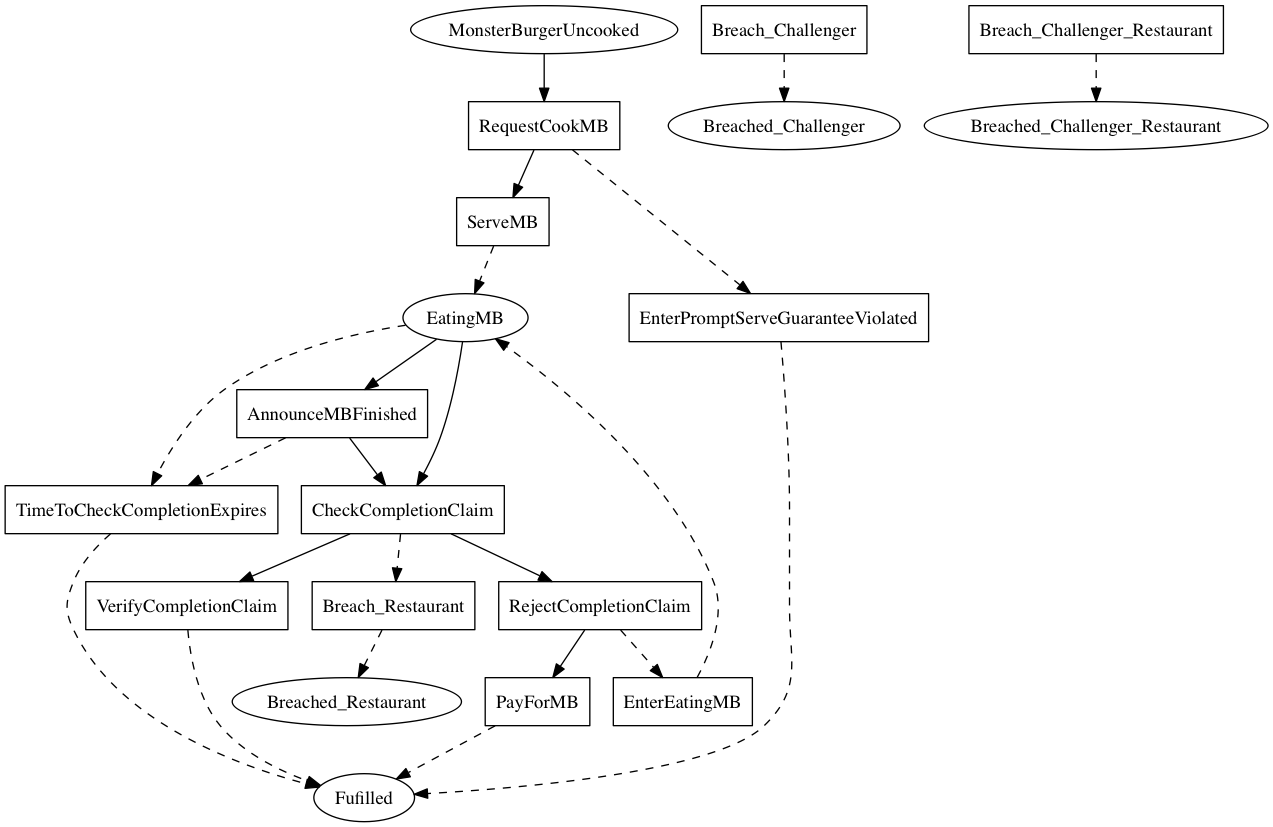 MonsterBurgerUncooked
Breach_Challenger
Breach_Challenger_Restaurant
RequestCookMB
Breached_Challenger
Breached_Challenger_Restaurant
ServeMB
EatingMB
EnterPromptServeGuaranteeViolated
AnnounceMBFinished
TimeToCheckCompletionExpires
CheckCompletionClaim
VerifyCompletionClaim
Breach_Restaurant
RejectCompletionClaim
Breached_Restaurant
PayForMB
EnterEatingMB
Fufilled